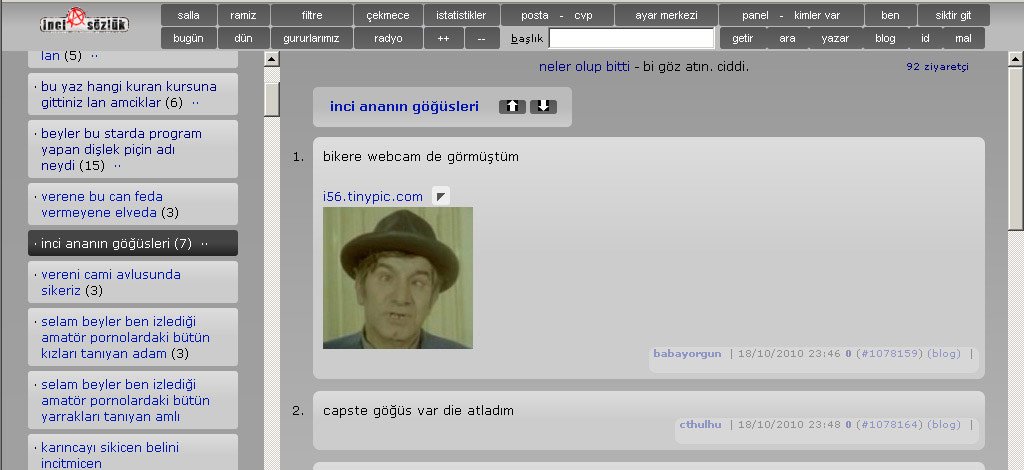 inci sözlük
salla ramiz filtre çekmece istatistikler posta - cvp ayar merkezi panel - kimler var ben siktir git
bugün dün gururlarımız radyo ++ -- başlık getir ara yazar blog id mal
lan (5) ··
· bu yaz hangi kuran kursuna
gittiniz lan amciklar (6) ··
· beyler bu starda program
yapan dişlek piçin adı
neydi (15) ··
· verene bu can feda
vermeyene elveda (3)
· inci ananın göğüsleri (7) ··
· vereni cami avlusunda
sikeriz (3)
· selam beyler ben izlediği
amatör pornolardaki bütün
kızları tanıyan adam (3)
· selam beyler ben izlediği
amatör pornolardaki bütün
yarrakları tanıyan amlı
· karıncayı sikicen belini
incitmicen
neler olup bitti - bi göz atın. ciddi.
92 ziyaretçi
inci ananın göğüsleri
1. bikere webcam de görmüştüm
i56.tinypic.com
babayorgun | 18/10/2010 23:46 0 (#1078159) (blog) |
2. capste göğüs var die atladım
cthulhu | 18/10/2010 23:48 0 (#1078164) (blog) |